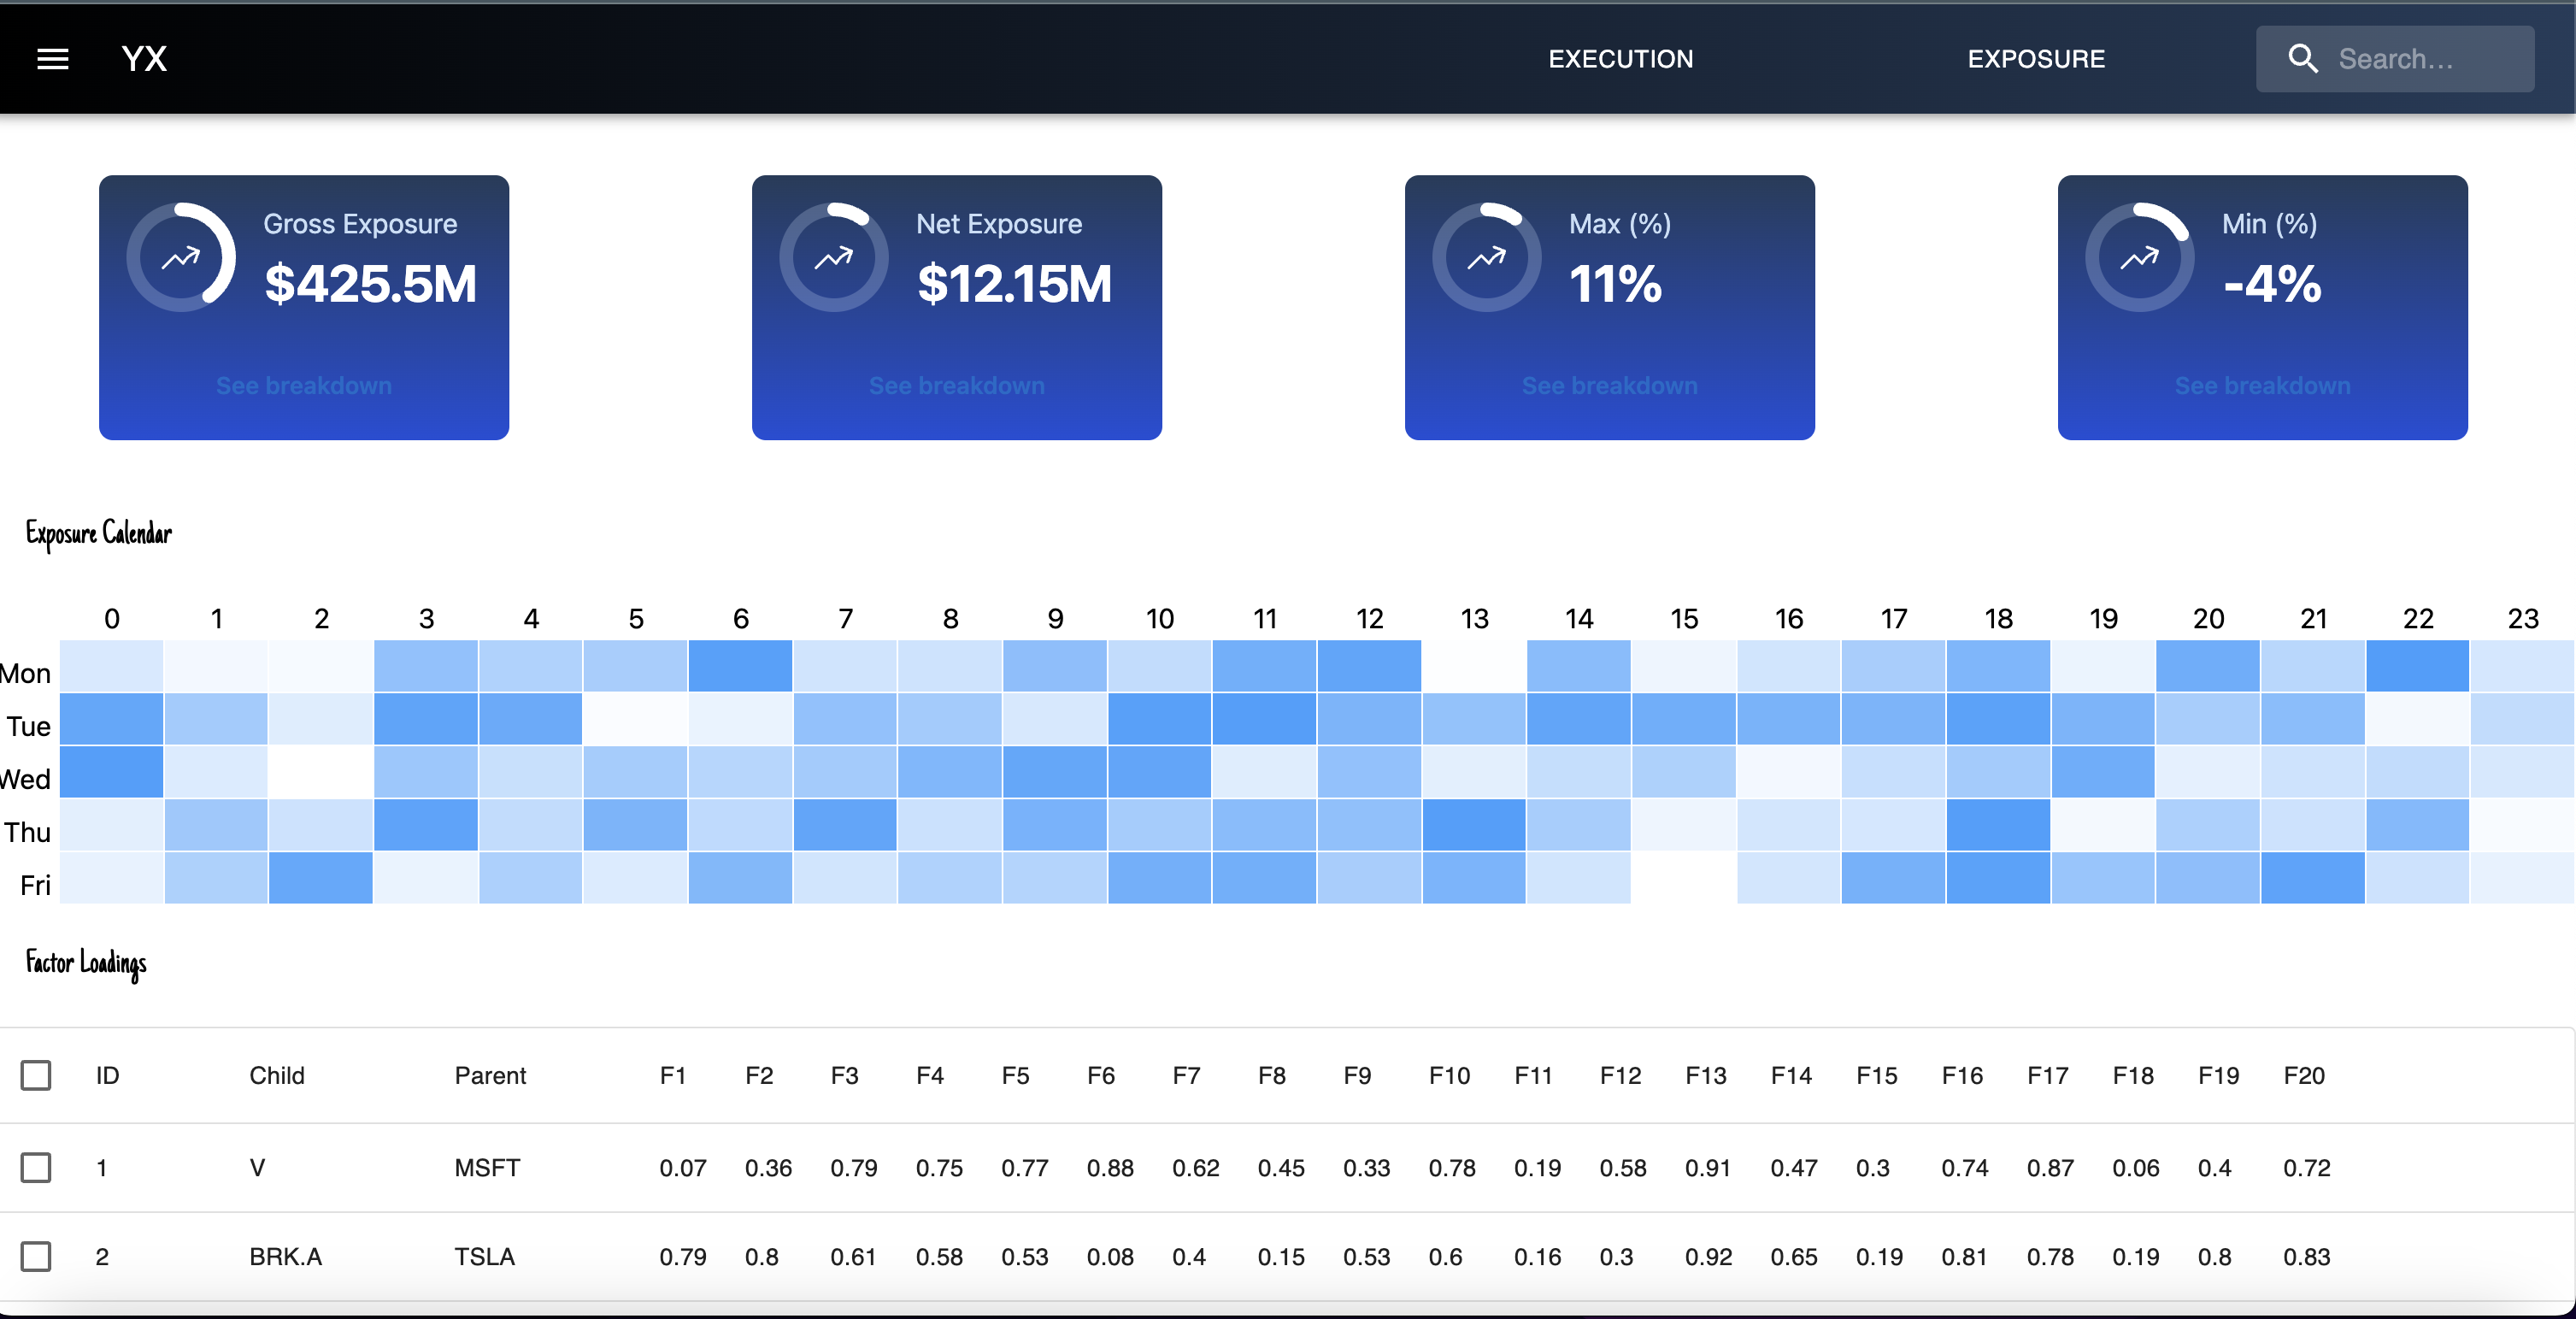 YX EXECUTION EXPOSURE Search…
Gross Exposure
$425.5M
See breakdown
Net Exposure
$12.15M
See breakdown
Max (%)
11%
See breakdown
Min (%)
-4%
See breakdown
Exposure Calendar
0 1 2 3 4 5 6 7 8 9 10 11 12 13 14 15 16 17 18 19 20 21 22 23
Mon
Tue
Wed
Thu
Fri
Factor Loadings
ID Child Parent F1 F2 F3 F4 F5 F6 F7 F8 F9 F10 F11 F12 F13 F14 F15 F16 F17 F18 F19 F20
1 V MSFT 0.07 0.36 0.79 0.75 0.77 0.88 0.62 0.45 0.33 0.78 0.19 0.58 0.91 0.47 0.3 0.74 0.87 0.06 0.4 0.72
2 BRK.A TSLA 0.79 0.8 0.61 0.58 0.53 0.08 0.4 0.15 0.53 0.6 0.16 0.3 0.92 0.65 0.19 0.81 0.78 0.19 0.8 0.83